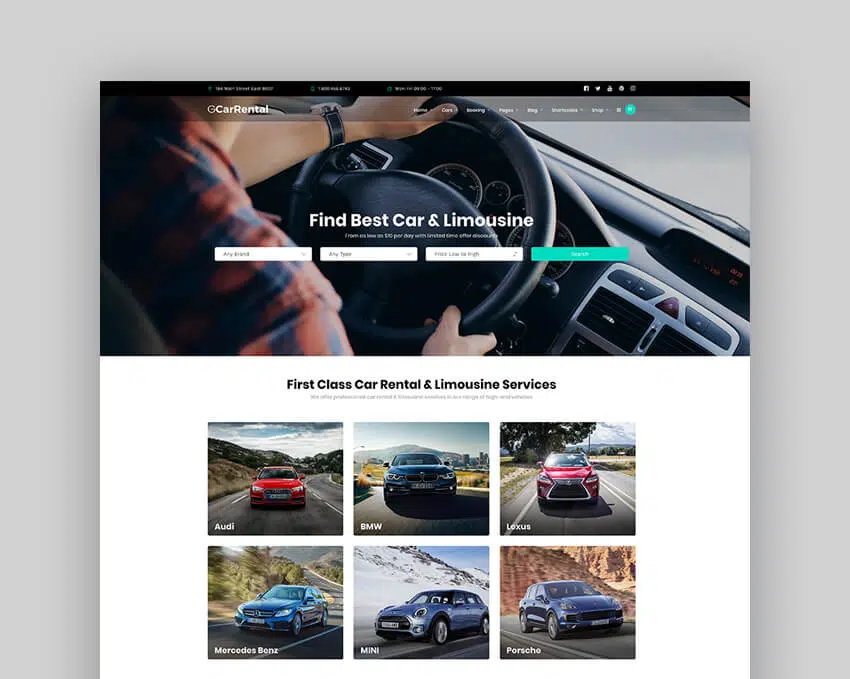 184 Main Street East 8007
1.800.456.6743
Mon-Fri 09.00 - 17.00
CarRental
Home Cars Booking Pages Blog Shortcodes Shop
Find Best Car & Limousine
From as low as $10 per day with limited time offer discounts
Any Brand
Any Type
Price Low to High
Search
First Class Car Rental & Limousine Services
We offer professional car rental & limousine services in our range of high-end vehicles
Audi
BMW
Lexus
Mercedes Benz
MINI
Porsche